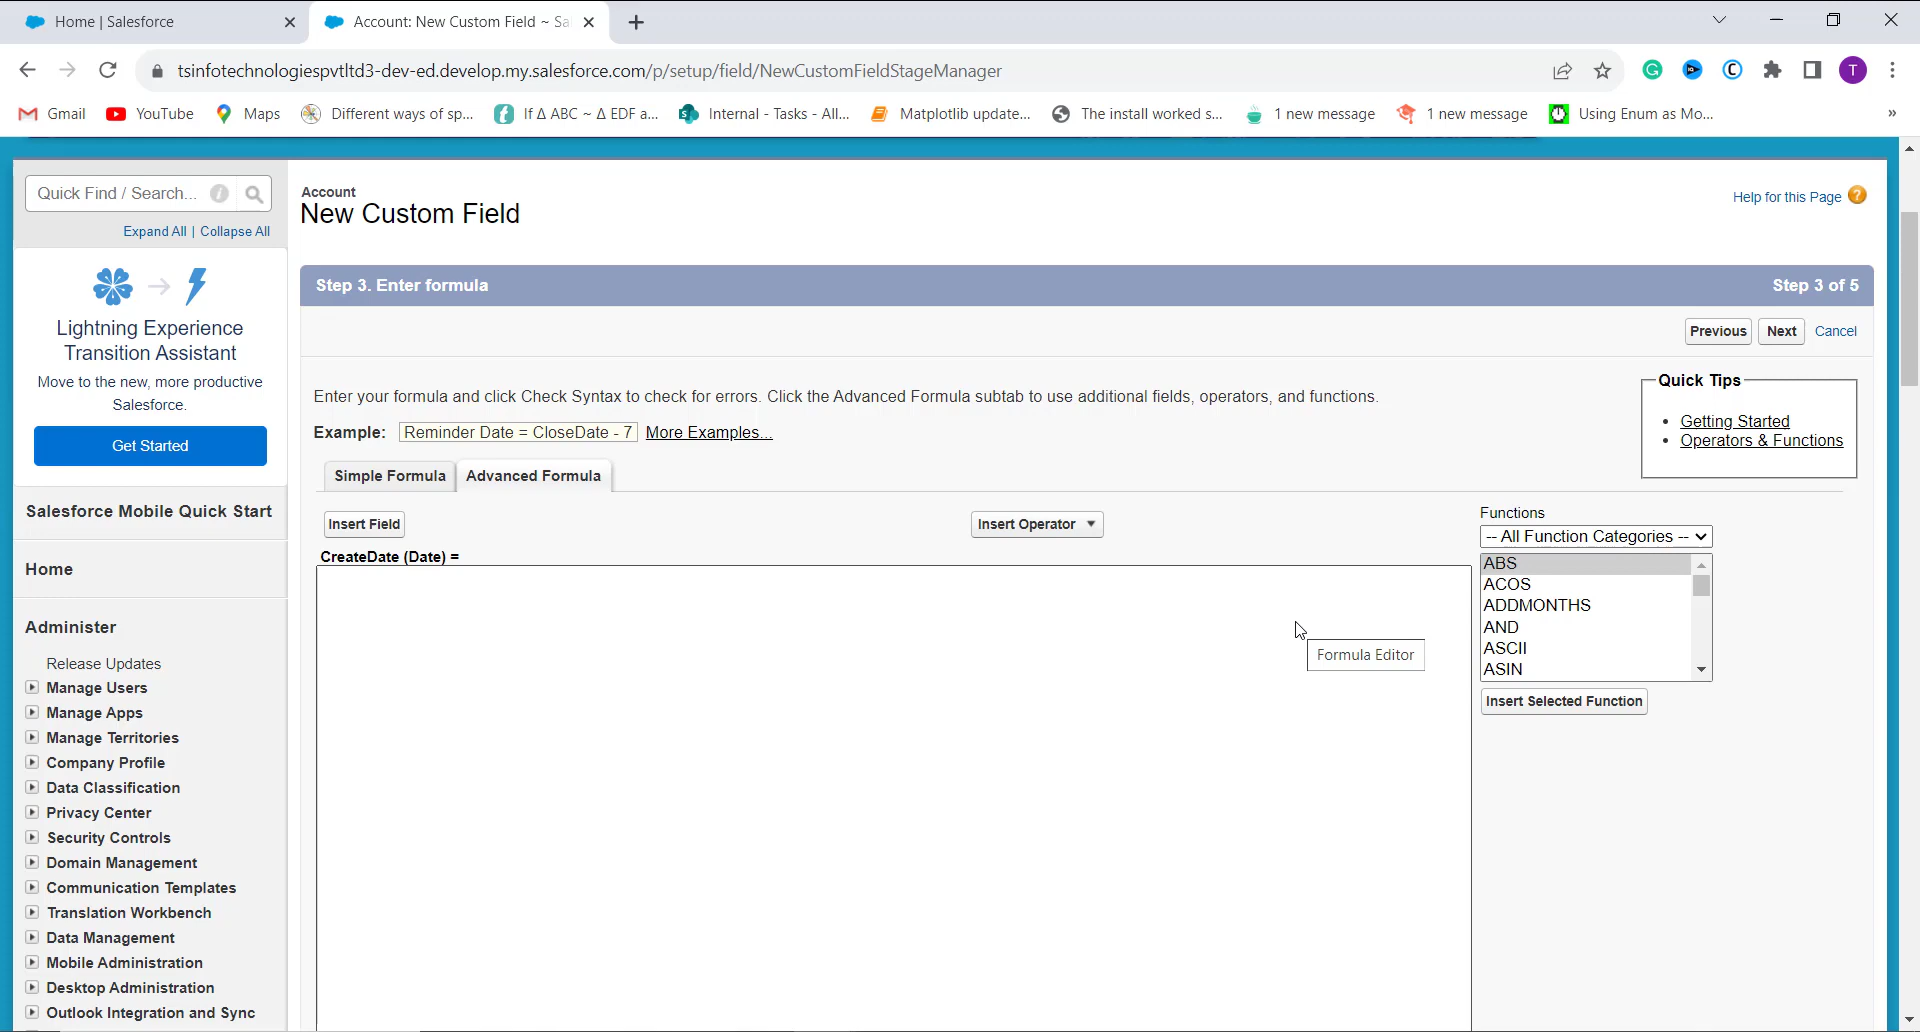 Home | Salesforce
Account: New Custom Field ~ Sa
tsinfotechnologiespvtltd3-dev-ed.develop.my.salesforce.com/p/setup/field/NewCustomFieldStageManager
T
Gmail
YouTube
Maps
Different ways of sp...
If Δ ABC ~ Δ EDF a...
Internal - Tasks - All...
Matplotlib update...
The install worked s...
1 new message
1 new message
Using Enum as Mo...
»
Quick Find / Search...
Expand All | Collapse All
Lightning Experience
Transition Assistant
Move to the new, more productive
Salesforce.
Get Started
Salesforce Mobile Quick Start
Home
Administer
Release Updates
Manage Users
Manage Apps
Manage Territories
Company Profile
Data Classification
Privacy Center
Security Controls
Domain Management
Communication Templates
Translation Workbench
Data Management
Mobile Administration
Desktop Administration
Outlook Integration and Sync
Account
New Custom Field
Help for this Page ?
Step 3. Enter formula
Step 3 of 5
Previous
Next
Cancel
Enter your formula and click Check Syntax to check for errors. Click the Advanced Formula subtab to use additional fields, operators, and functions.
Example: Reminder Date = CloseDate - 7 More Examples...
Quick Tips
• Getting Started
• Operators & Functions
Simple Formula
Advanced Formula
Insert Field
Insert Operator
CreateDate (Date) =
Formula Editor
Functions
-- All Function Categories --
ABS
ACOS
ADDMONTHS
AND
ASCII
ASIN
Insert Selected Function